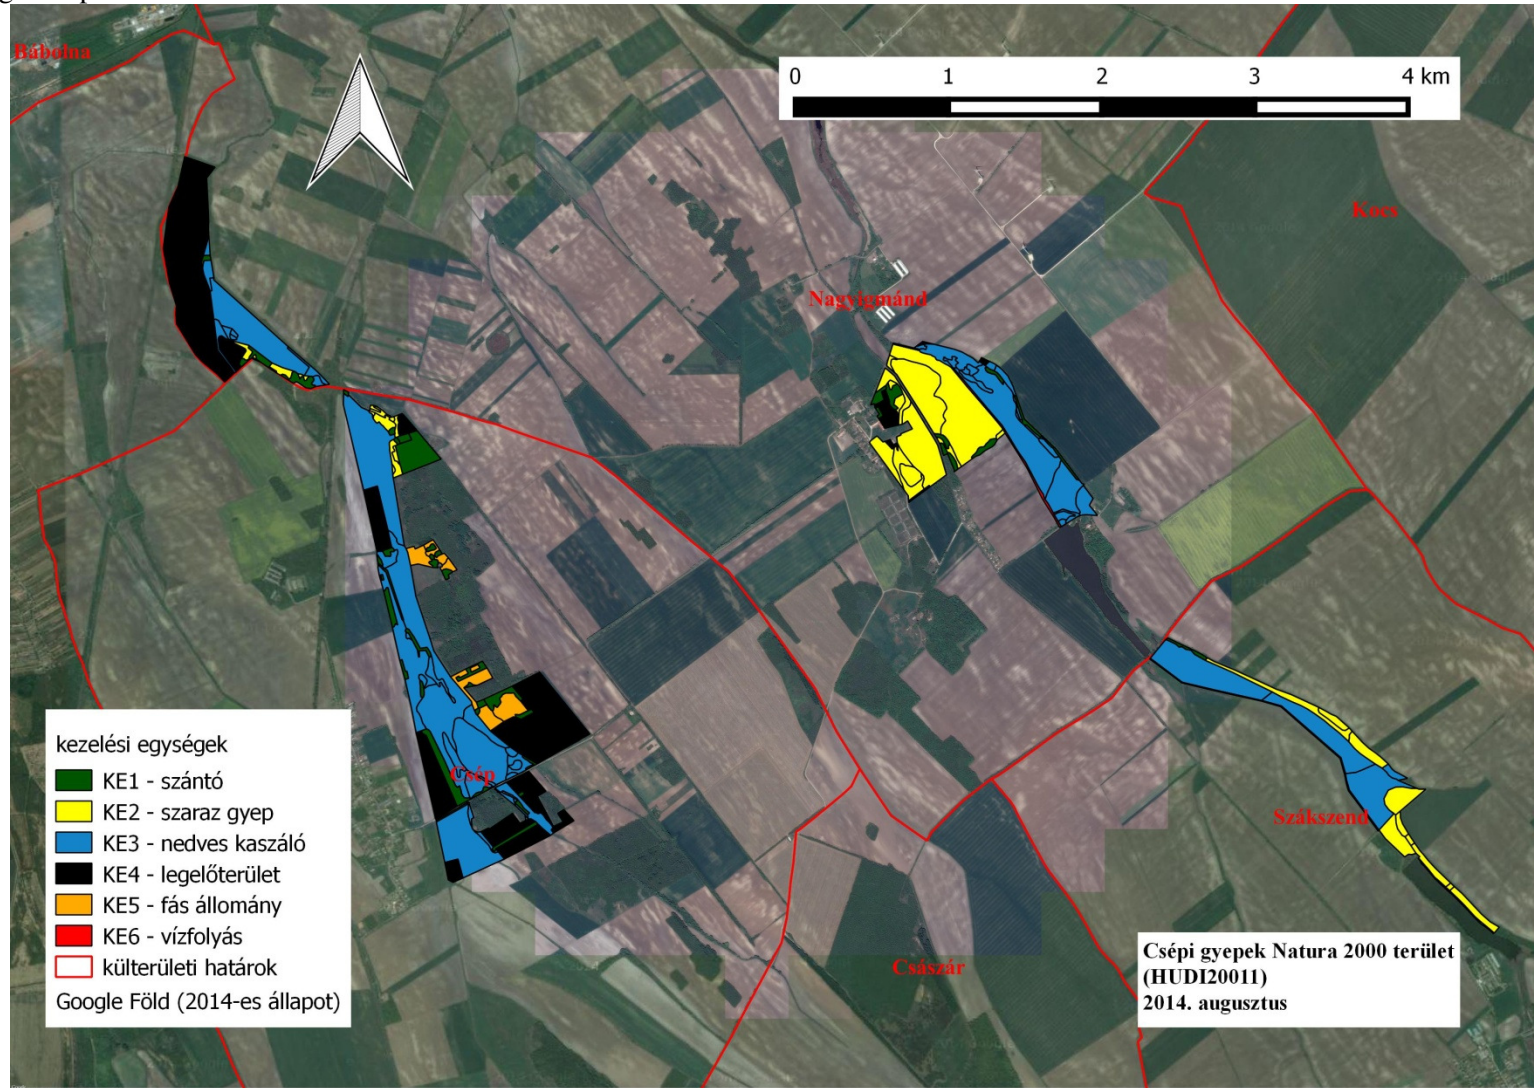 Bábolna
0 1 2 3 4 km
Kocs
Nagyigmánd
Csép
Szákszend
Császár
kezelési egységek
KE1 - szántó
KE2 - szaraz gyep
KE3 - nedves kaszáló
KE4 - legelőterület
KE5 - fás állomány
KE6 - vízfolyás
külterületi határok
Google Föld (2014-es állapot)
Csépi gyepek Natura 2000 terület
(HUDI20011)
2014. augusztus